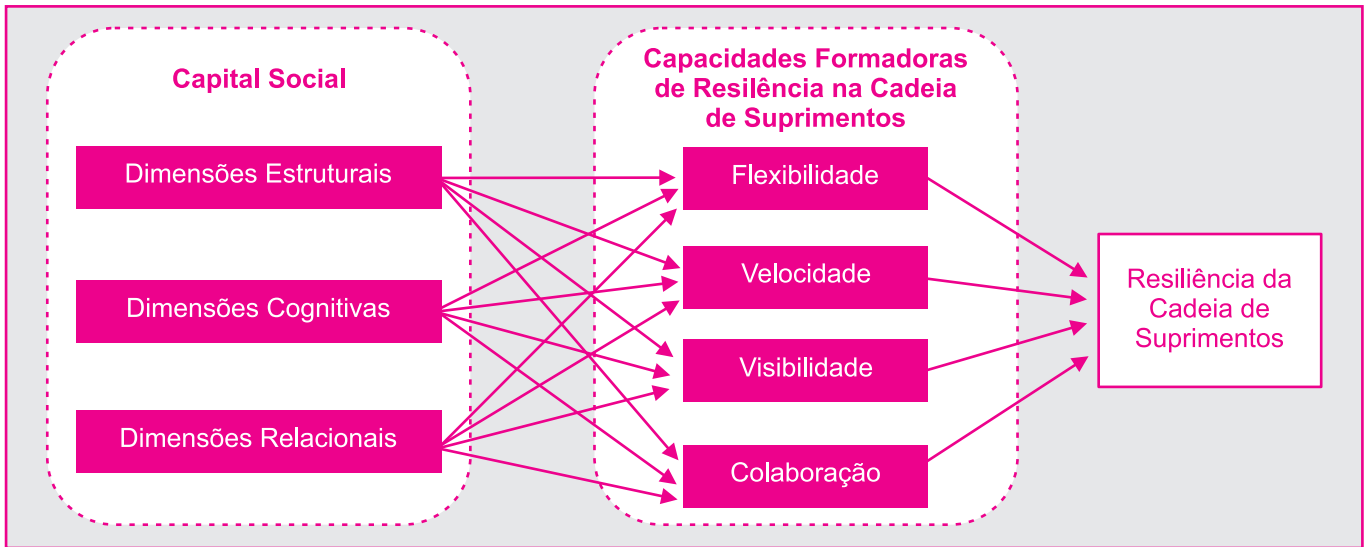 Capital Social
Dimensões Estruturais
Dimensões Cognitivas
Dimensões Relacionais
Capacidades Formadoras
de Resilência na Cadeia
de Suprimentos
Flexibilidade
Velocidade
Visibilidade
Colaboração
Resiliência da
Cadeia de
Suprimentos